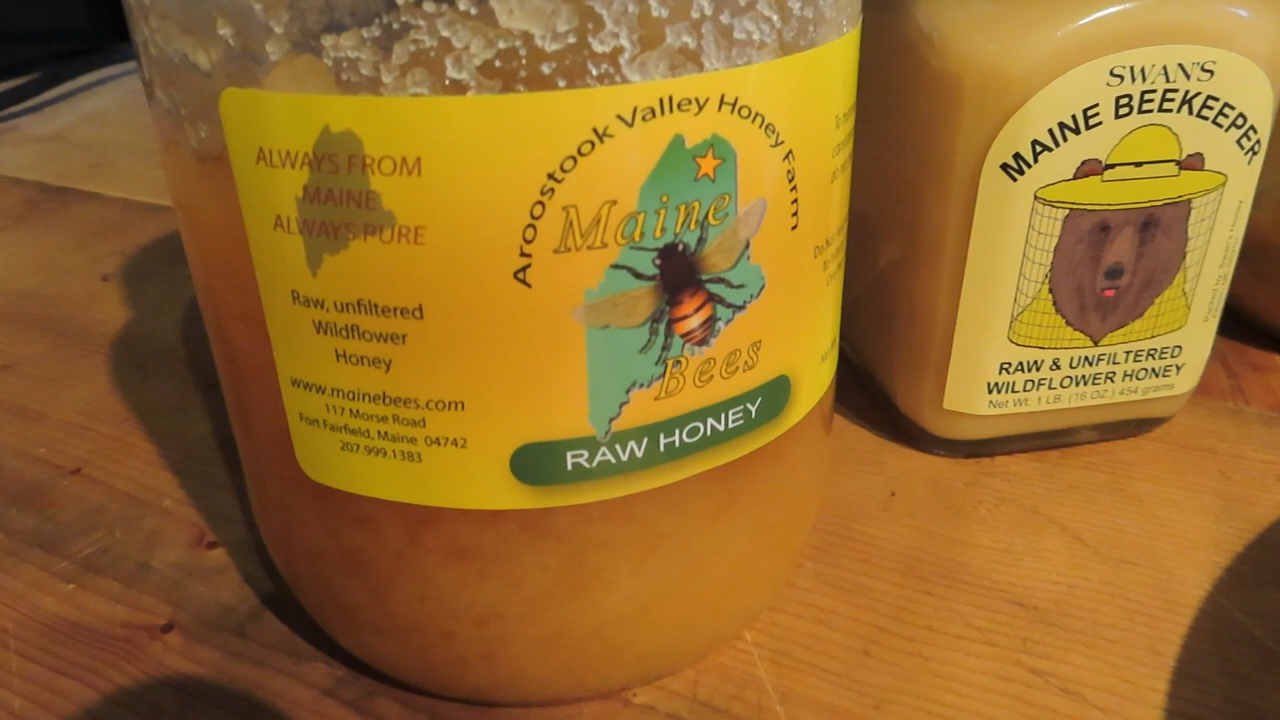 ALWAYS FROM
MAINE
ALWAYS PURE
Raw, unfiltered
Wildflower
Honey
www.mainebees.com
117 Morse Road
Fort Fairfield, Maine 04742
207.999.1383
Aroostook Valley Honey Farm
Maine
Bees
RAW HONEY
SWAN'S
MAINE BEEKEEPER
RAW & UNFILTERED
WILDFLOWER HONEY
Net Wt. 1 LB. (16 OZ.) 454 grams